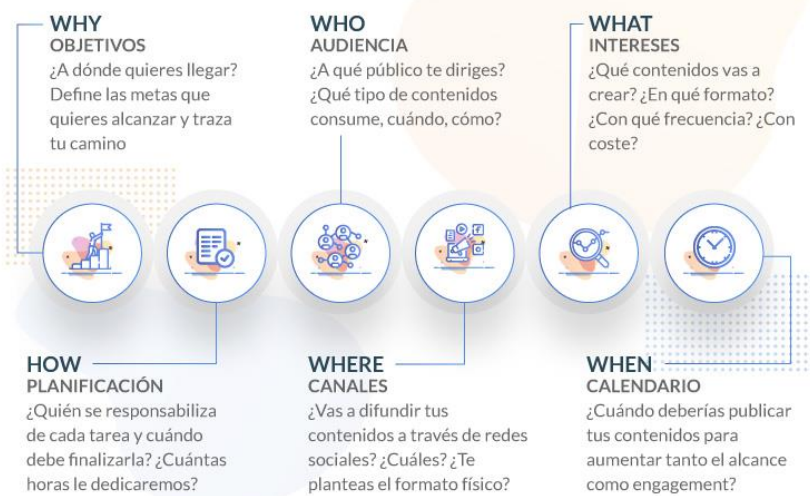 WHY
OBJETIVOS
¿A dónde quieres llegar?
Define las metas que
quieres alcanzar y traza
tu camino
WHO
AUDIENCIA
¿A qué público te diriges?
¿Qué tipo de contenidos
consume, cuándo, cómo?
WHAT
INTERESES
¿Qué contenidos vas a
crear? ¿En qué formato?
¿Con qué frecuencia? ¿Con
coste?
HOW
PLANIFICACIÓN
¿Quién se responsabiliza
de cada tarea y cuándo
debe finalizarla? ¿Cuántas
horas le dedicaremos?
WHERE
CANALES
¿Vas a difundir tus
contenidos a través de redes
sociales? ¿Cuáles? ¿Te
planteas el formato físico?
WHEN
CALENDARIO
¿Cuándo deberías publicar
tus contenidos para
aumentar tanto el alcance
como engagement?